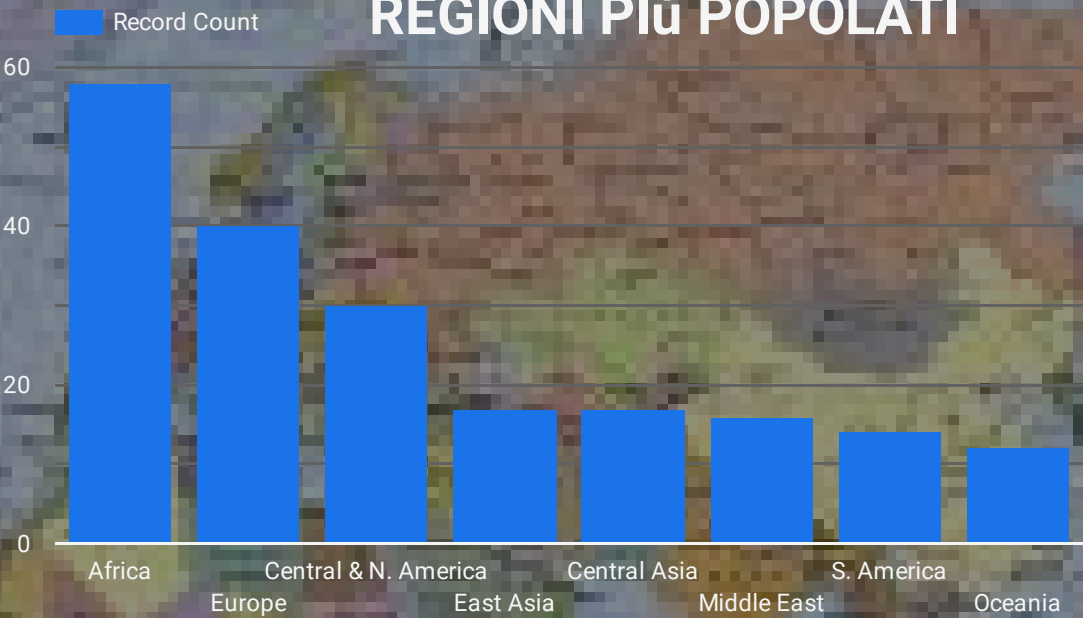 REGIONI PIù POPOLATI
Record Count
60
40
20
0
Africa
Europe
Central & N. America
East Asia
Central Asia
Middle East
S. America
Oceania